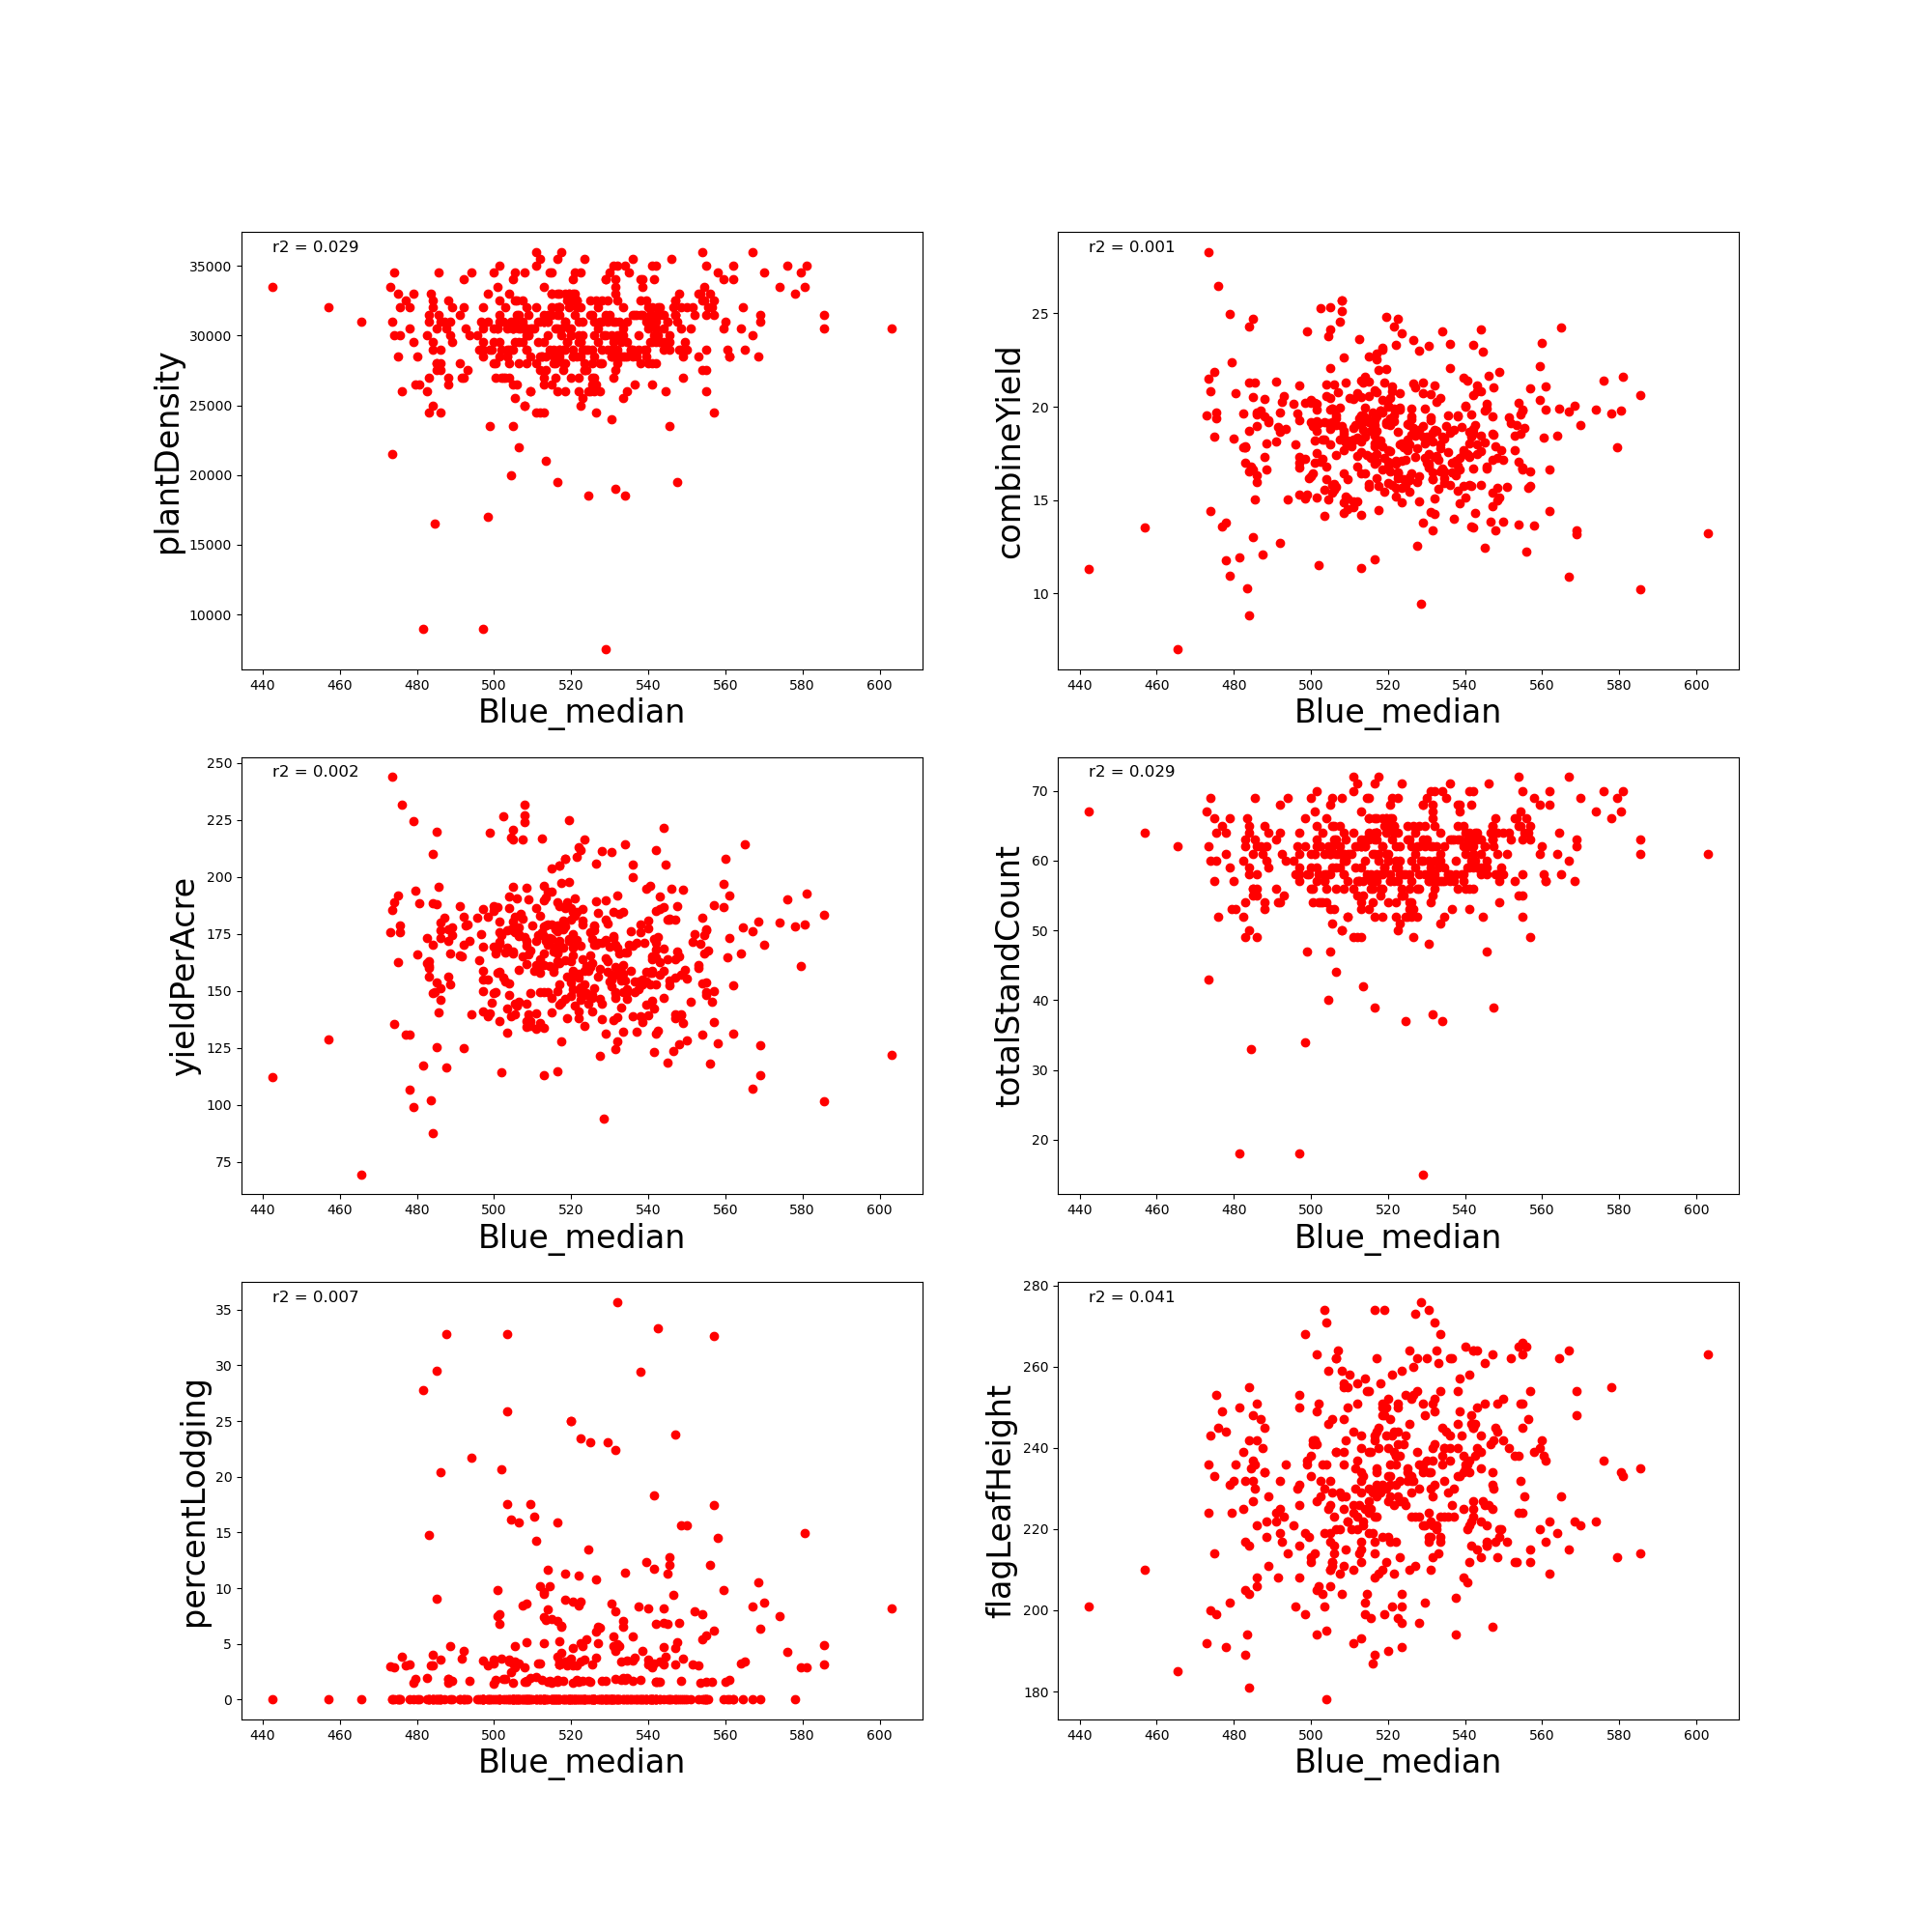 r2 = 0.029
plantDensity
35000
30000
25000
20000
15000
10000
440 460 480 500 520 540 560 580 600
Blue_median
r2 = 0.001
combineYield
25
20
15
10
440 460 480 500 520 540 560 580 600
Blue_median
r2 = 0.002
yieldPerAcre
250
225
200
175
150
125
100
75
440 460 480 500 520 540 560 580 600
Blue_median
r2 = 0.029
totalStandCount
70
60
50
40
30
20
440 460 480 500 520 540 560 580 600
Blue_median
r2 = 0.007
percentLodging
35
30
25
20
15
10
5
0
440 460 480 500 520 540 560 580 600
Blue_median
r2 = 0.041
flagLeafHeight
280
260
240
220
200
180
440 460 480 500 520 540 560 580 600
Blue_median